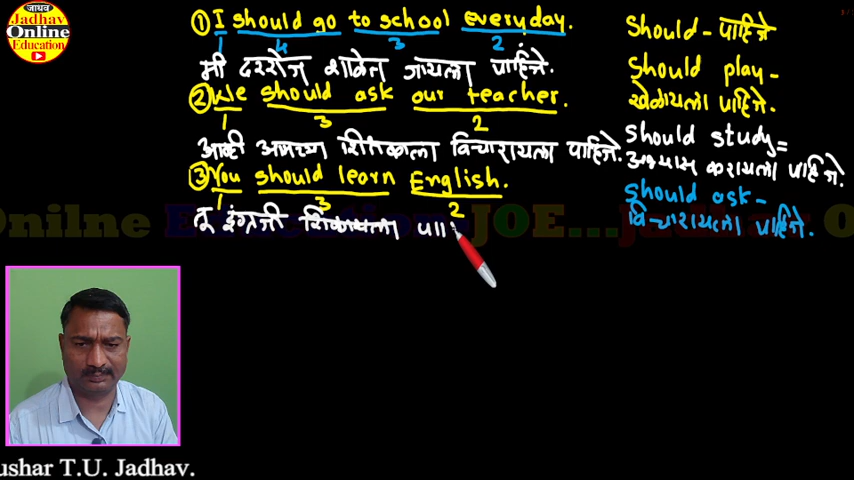 जाधव
Jadhav
Online
Education
① I should go to school everyday.
1 4 3 2
मी दररोज शाळेत जायला पाहिजे.
② We should ask our teacher.
1 3 2
आम्ही आमच्या शिक्षकाला विचारायला पाहिजे.
③ You should learn English.
1 3 2
तू इंग्रजी शिकायला पाा
Should - पाहिजे
Should play -
खेळायला पाहिजे.
Should study =
अभ्यास करायला पाहिजे.
Should ask -
विचारायला पाहिजे.
Onilne
JOE...
ushar T.U. Jadhav.